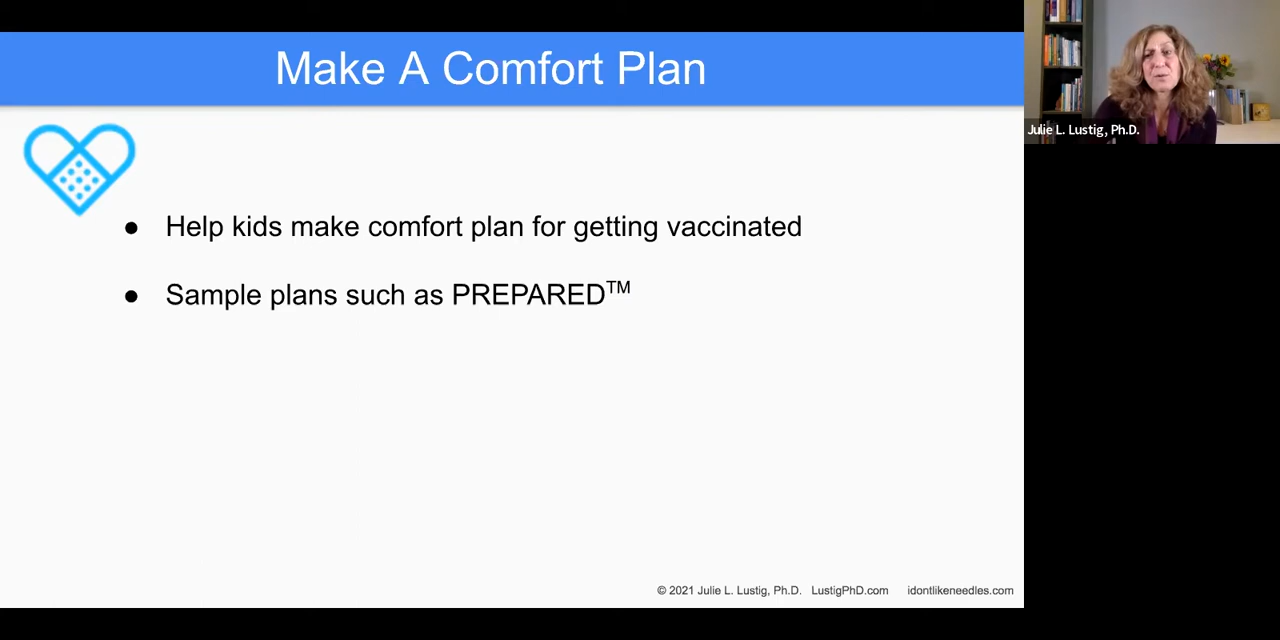 Make A Comfort Plan
Julie L. Lustig, Ph.D.
● Help kids make comfort plan for getting vaccinated
● Sample plans such as PREPARED™
© 2021 Julie L. Lustig, Ph.D. LustigPhD.com idontlikeneedles.com